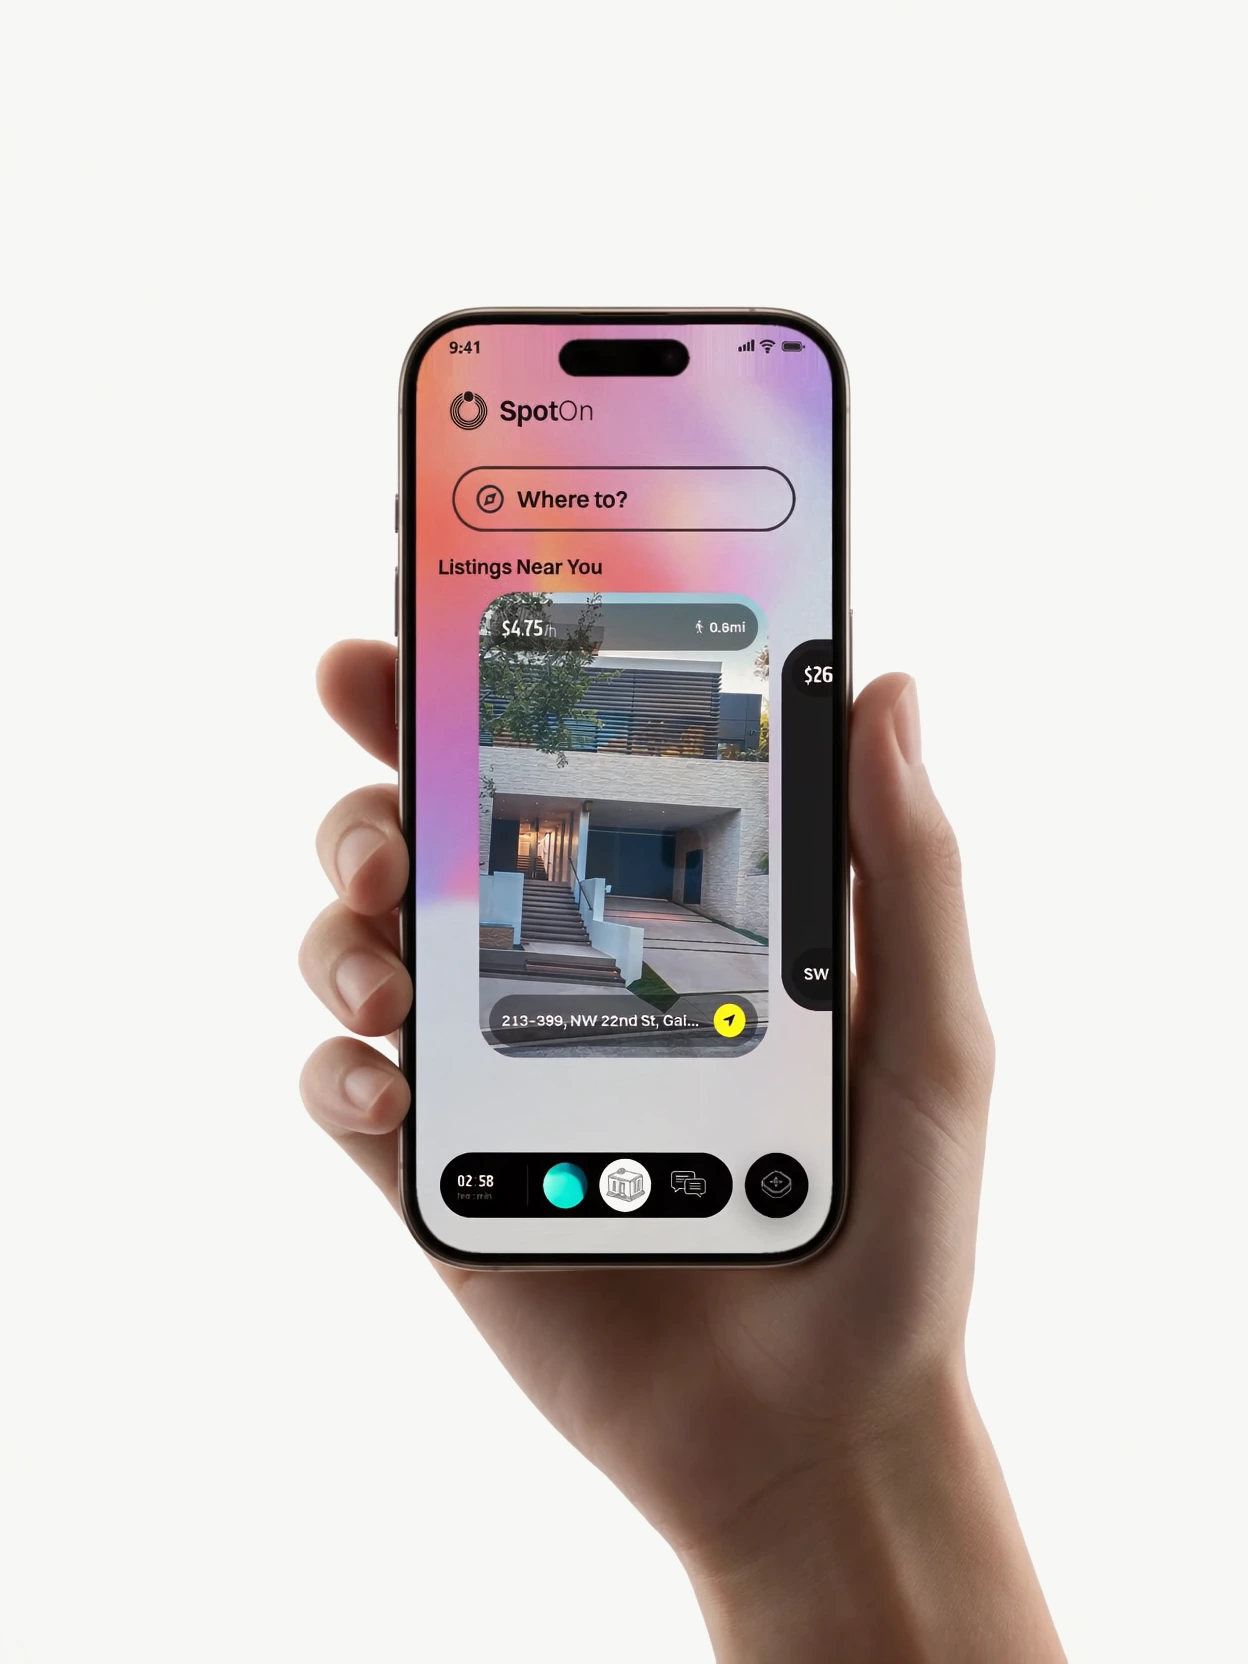 9:41
SpotOn
Where to?
Listings Near You
$4.75/h
0.6mi
$26
213-399, NW 22nd St, Gai...
SW
02:58